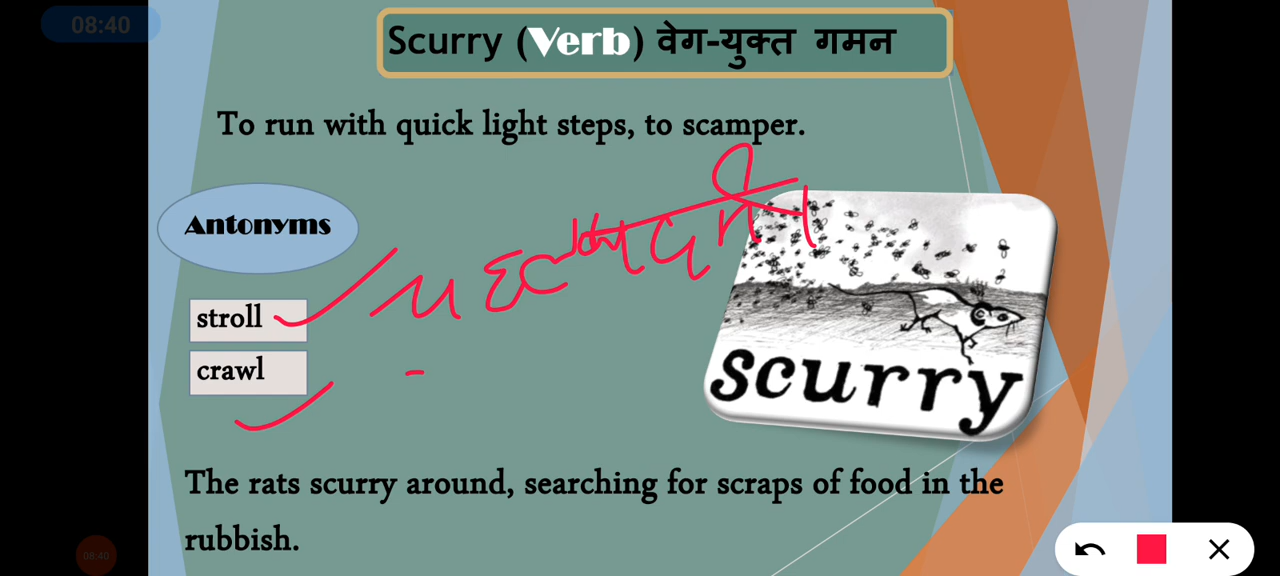 08:40
Scurry (Verb) वेग-युक्त गमन
To run with quick light steps, to scamper.
Antonyms
stroll
crawl
scurry
The rats scurry around, searching for scraps of food in the
rubbish.
08:40